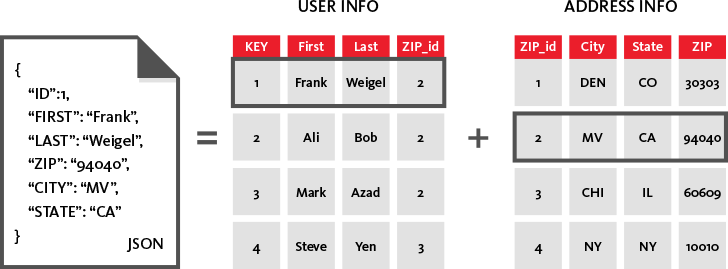 USER INFO
ADDRESS INFO
{
“ID”:1,
“FIRST”: “Frank”,
“LAST”: “Weigel”,
“ZIP”: “94040”,
“CITY”: “MV”,
“STATE”: “CA”
}
JSON
=
KEY First Last ZIP_id
1 Frank Weigel 2
2 Ali Bob 2
3 Mark Azad 2
4 Steve Yen 3
+
ZIP_id City State ZIP
1 DEN CO 30303
2 MV CA 94040
3 CHI IL 60609
4 NY NY 10010